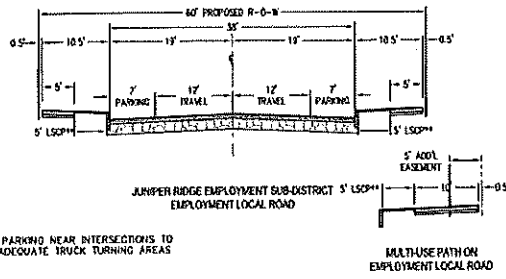 60' PROPOSED R-O-W
38'
0.5' 10.5' 19' 19' 10.5' 0.5'
5' 7' 12' 12' 7' 5'
PARKING TRAVEL TRAVEL PARKING
5' LSCP** 5' LSCP**
JUNIPER RIDGE EMPLOYMENT SUB-DISTRICT
EMPLOYMENT LOCAL ROAD
5' ADD'L
EASEMENT
5' LSCP** 10' 0.5'
PARKING NEAR INTERSECTIONS TO
ADEQUATE TRUCK TURNING AREAS
MULTI-USE PATH ON
EMPLOYMENT LOCAL ROAD